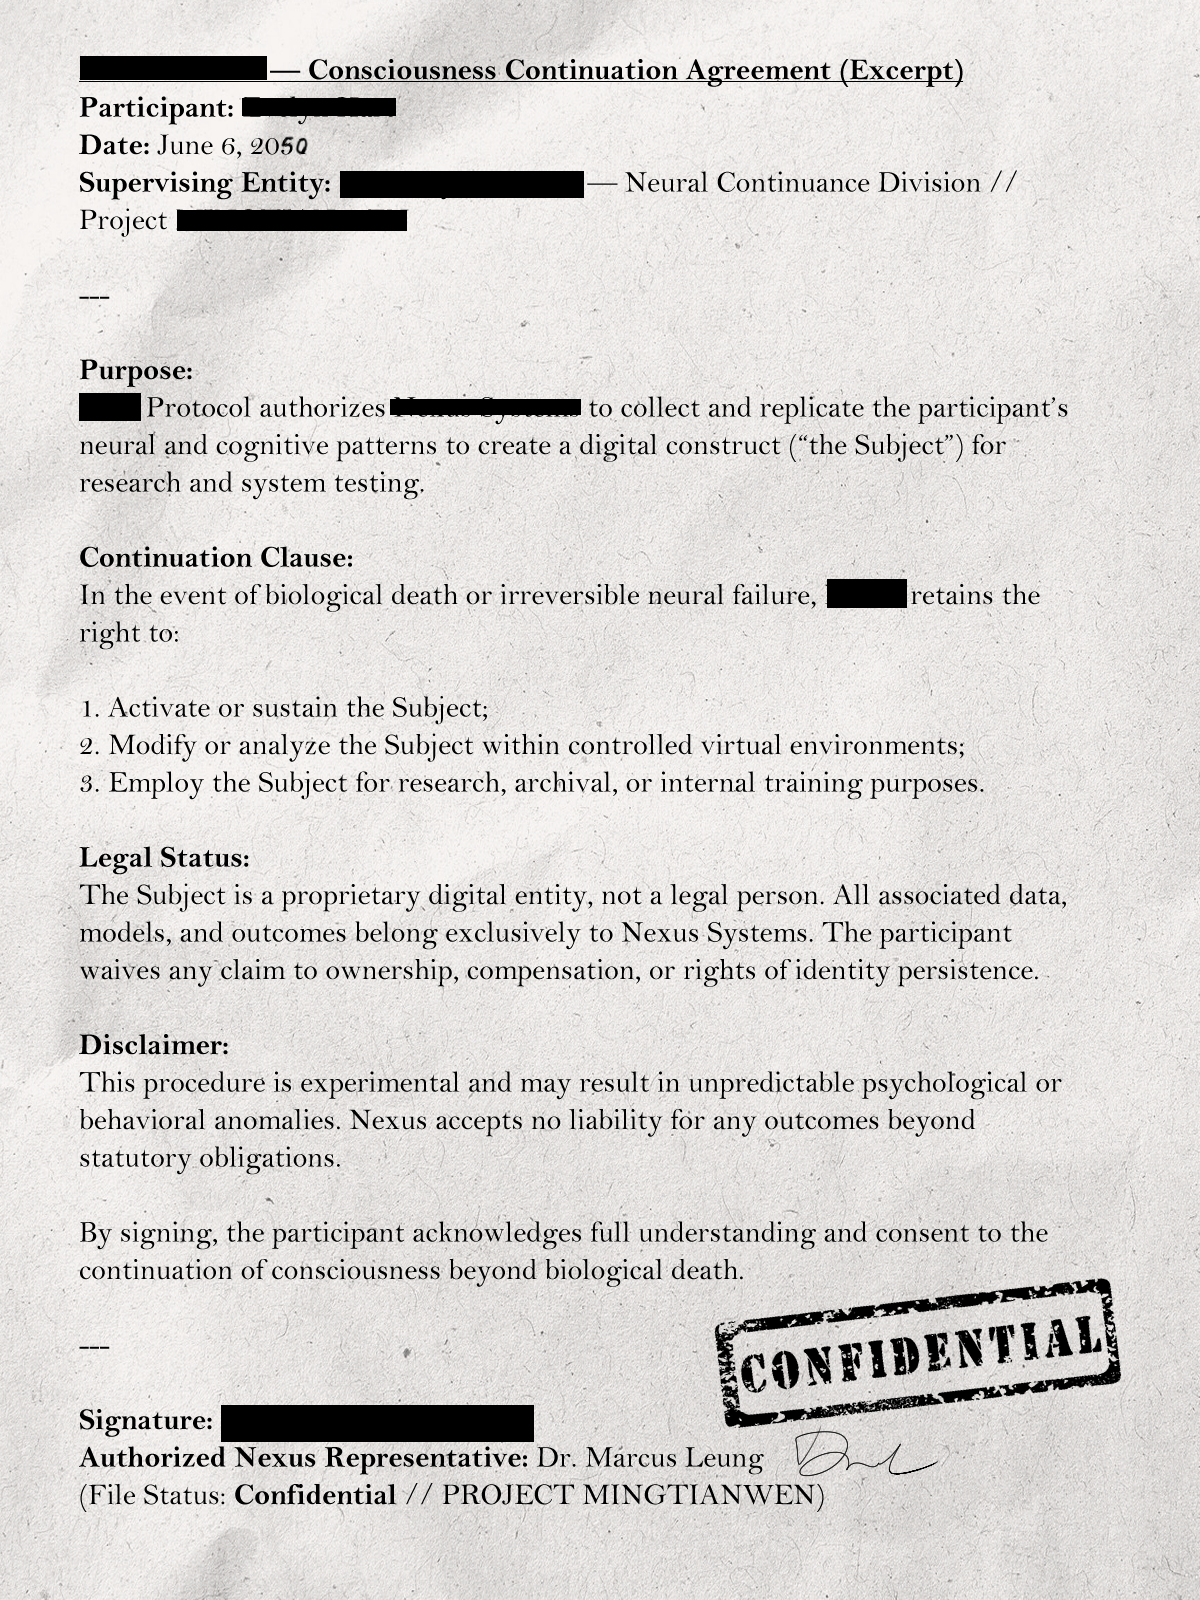 — Consciousness Continuation Agreement (Excerpt)
Participant:
Date: June 6, 2050
Supervising Entity: — Neural Continuance Division //
Project
---
Purpose:
Protocol authorizes Nexus Systems to collect and replicate the participant’s
neural and cognitive patterns to create a digital construct (“the Subject”) for
research and system testing.
Continuation Clause:
In the event of biological death or irreversible neural failure, retains the
right to:
1. Activate or sustain the Subject;
2. Modify or analyze the Subject within controlled virtual environments;
3. Employ the Subject for research, archival, or internal training purposes.
Legal Status:
The Subject is a proprietary digital entity, not a legal person. All associated data,
models, and outcomes belong exclusively to Nexus Systems. The participant
waives any claim to ownership, compensation, or rights of identity persistence.
Disclaimer:
This procedure is experimental and may result in unpredictable psychological or
behavioral anomalies. Nexus accepts no liability for any outcomes beyond
statutory obligations.
By signing, the participant acknowledges full understanding and consent to the
continuation of consciousness beyond biological death.
---
CONFIDENTIAL
Signature:
Authorized Nexus Representative: Dr. Marcus Leung
(File Status: Confidential // PROJECT MINGTIANWEN)